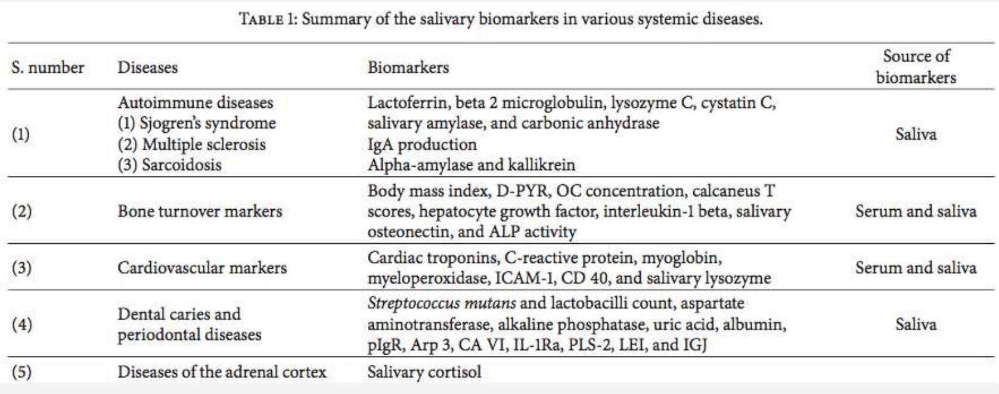 TABLE 1: Summary of the salivary biomarkers in various systemic diseases.
S. number Diseases Biomarkers Source of
biomarkers
Autoimmune diseases Lactoferrin, beta 2 microglobulin, lysozyme C, cystatin C,
(1) (1) Sjogren's syndrome salivary amylase, and carbonic anhydrase Saliva
(2) Multiple sclerosis IgA production
(3) Sarcoidosis Alpha-amylase and kallikrein
Body mass index, D-PYR, OC concentration, calcaneus T
(2) Bone turnover markers scores, hepatocyte growth factor, interleukin-1 beta, salivary Serum and saliva
osteonectin, and ALP activity
(3) Cardiovascular markers Cardiac troponins, C-reactive protein, myoglobin, Serum and saliva
myeloperoxidase, ICAM-1, CD 40, and salivary lysozyme
Dental caries and Streptococcus mutans and lactobacilli count, aspartate
(4) periodontal diseases aminotransferase, alkaline phosphatase, uric acid, albumin, Saliva
pIgR, Arp 3, CA VI, IL-1Ra, PLS-2, LEI, and IGJ
(5) Diseases of the adrenal cortex Salivary cortisol